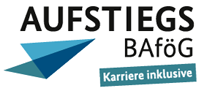 AUFSTIEGS
BAföG
Karriere inklusive